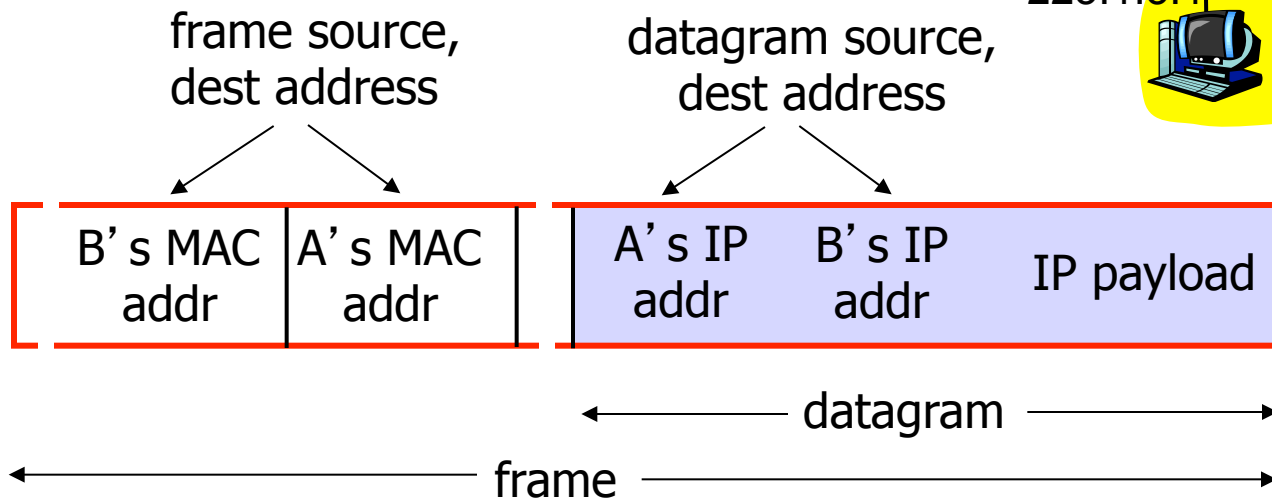 frame source,
dest address
datagram source,
dest address
B's MAC
addr
A's MAC
addr
A's IP
addr
B's IP
addr
IP payload
datagram
frame